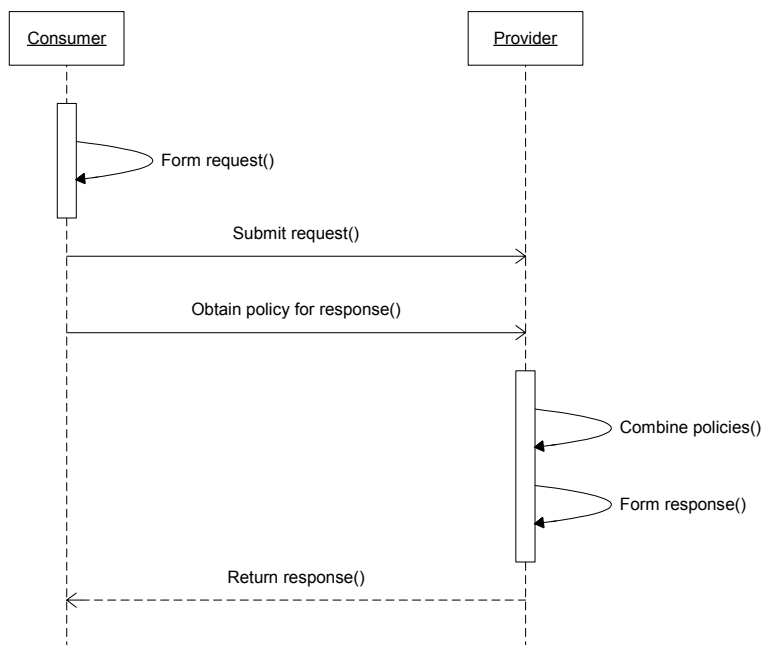 Consumer
Provider
Form request()
Submit request()
Obtain policy for response()
Combine policies()
Form response()
Return response()